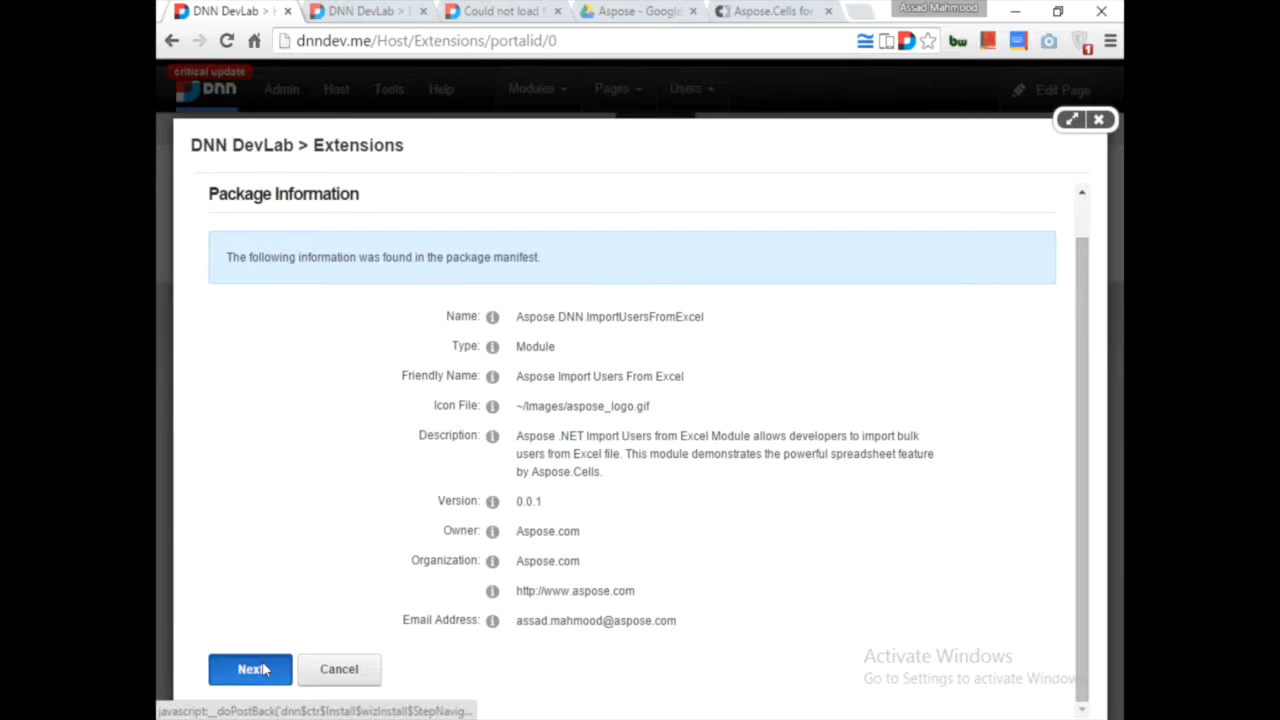 DNN DevLab >
DNN DevLab >
Could not load
Aspose - Google
Aspose.Cells for
Assad Mahmood
dnndev.me/Host/Extensions/portalid/0
bw
1
critical update
DNN
Admin
Host
Tools
Help
Modules
Pages
Users
Edit Page
DNN DevLab > Extensions
Package Information
The following information was found in the package manifest.
Name: Aspose.DNN.ImportUsersFromExcel
Type: Module
Friendly Name: Aspose Import Users From Excel
Icon File: ~/Images/aspose_logo.gif
Description: Aspose .NET Import Users from Excel Module allows developers to import bulk
users from Excel file. This module demonstrates the powerful spreadsheet feature
by Aspose.Cells.
Version: 0.0.1
Owner: Aspose.com
Organization: Aspose.com
http://www.aspose.com
Email Address: assad.mahmood@aspose.com
Next
Cancel
Activate Windows
Go to Settings to activate Windows
javascript:__doPostBack('dnn$ctr$Install$wizInstall$StepNavig...